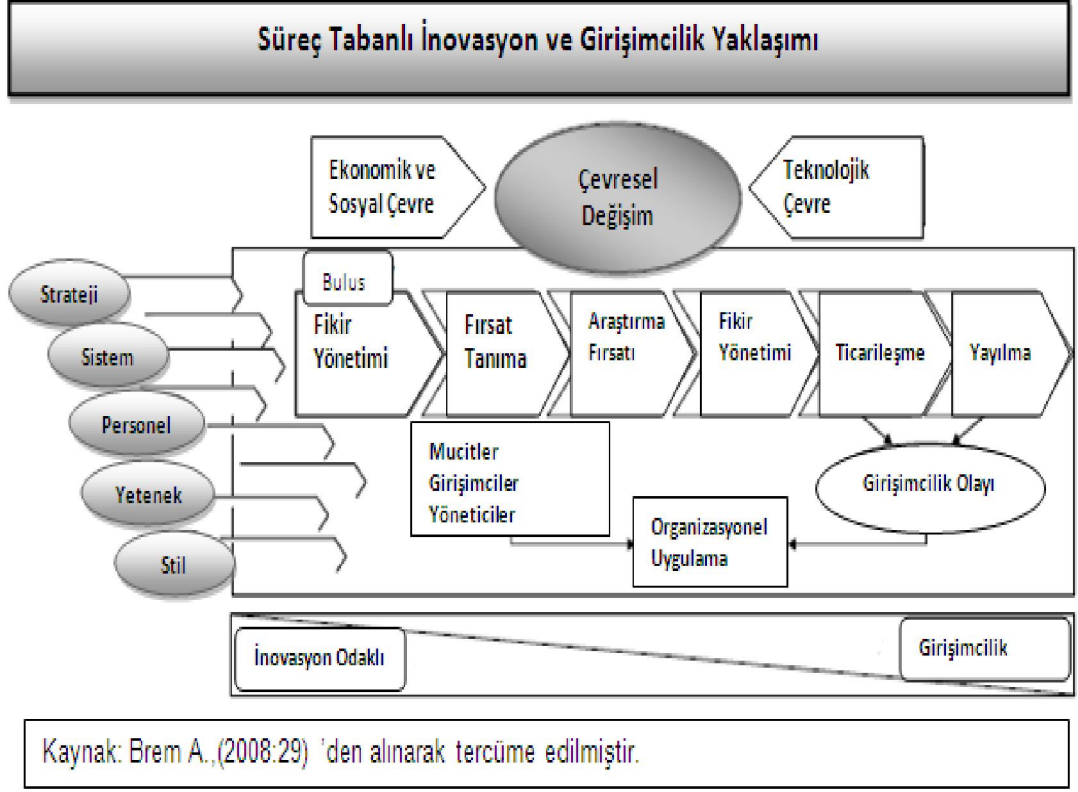 Süreç Tabanlı İnovasyon ve Girişimcilik Yaklaşımı
Ekonomik ve
Sosyal Çevre
Çevresel
Değişim
Teknolojik
Çevre
Strateji
Sistem
Personel
Yetenek
Stil
Bulus
Fikir
Yönetimi
Fırsat
Tanıma
Araştırma
Fırsatı
Fikir
Yönetimi
Ticarileşme
Yayılma
Mucitler
Girişimciler
Yöneticiler
Organizasyonel
Uygulama
Girişimcilik Olayı
İnovasyon Odaklı
Girişimcilik
Kaynak: Brem A.,(2008:29) 'den alınarak tercüme edilmiştir.